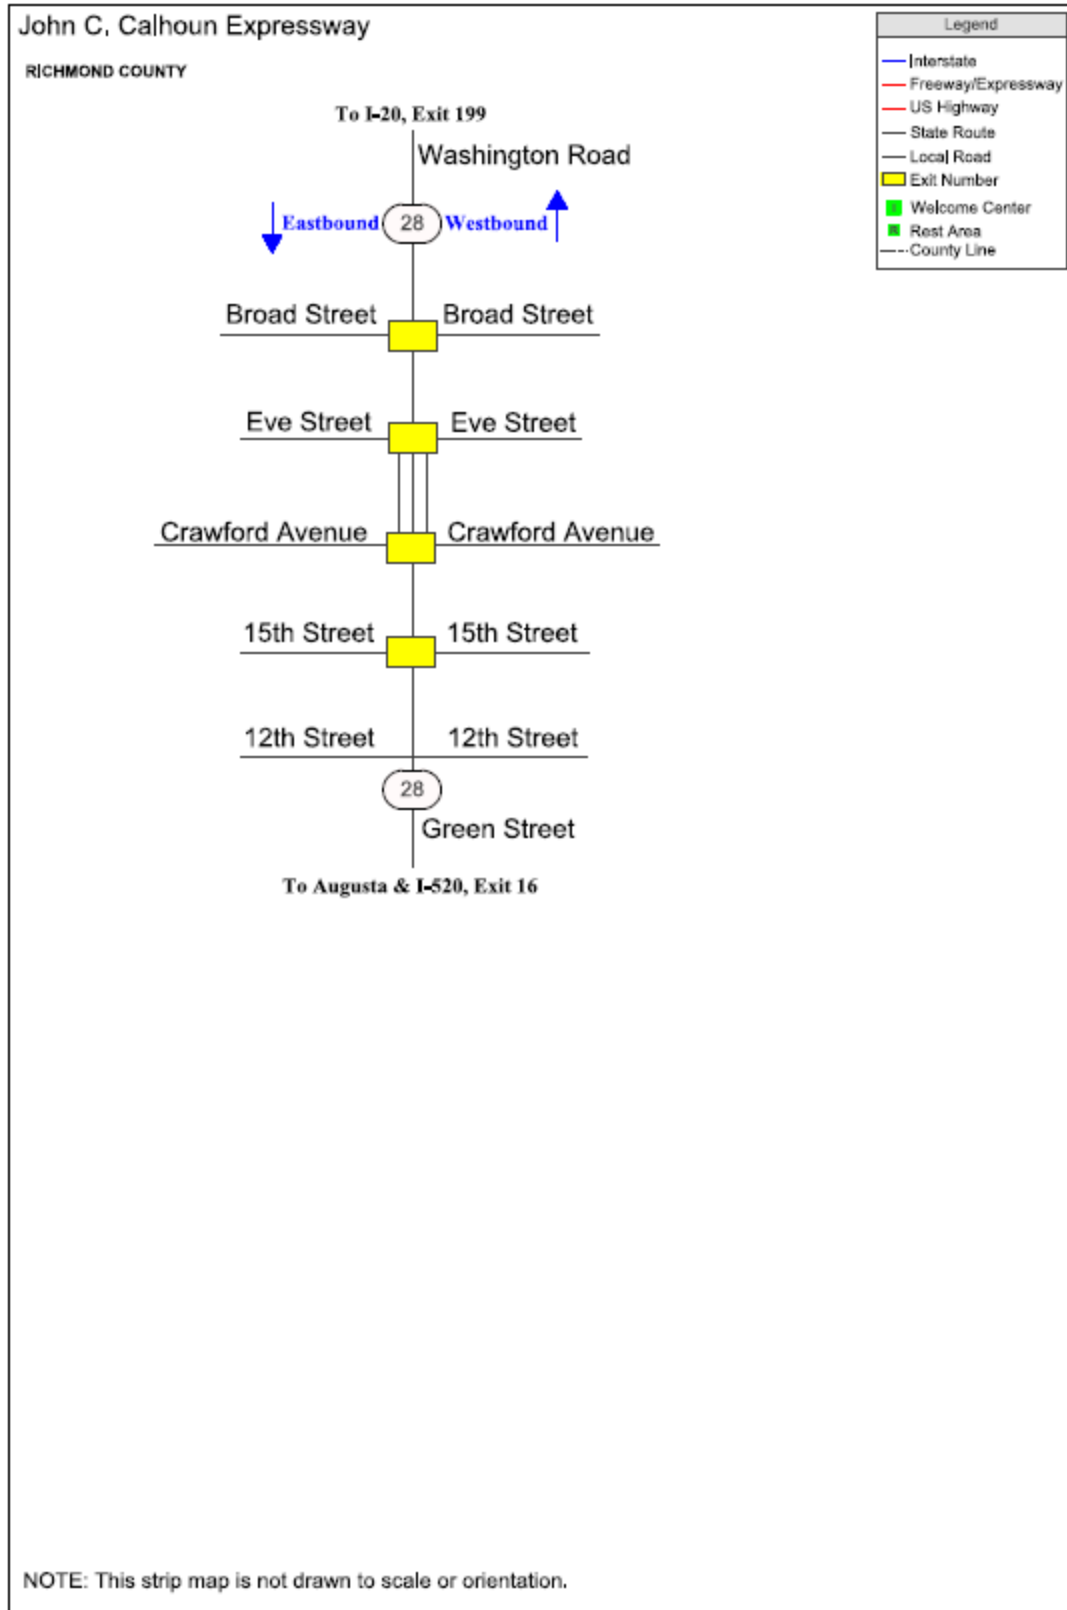 John C. Calhoun Expressway
RICHMOND COUNTY
Legend
Interstate
Freeway/Expressway
US Highway
State Route
Local Road
Exit Number
Welcome Center
Rest Area
County Line
To I-20, Exit 199
Washington Road
Eastbound 28 Westbound
Broad Street Broad Street
Eve Street Eve Street
Crawford Avenue Crawford Avenue
15th Street 15th Street
12th Street 12th Street
28
Green Street
To Augusta & I-520, Exit 16
NOTE: This strip map is not drawn to scale or orientation.